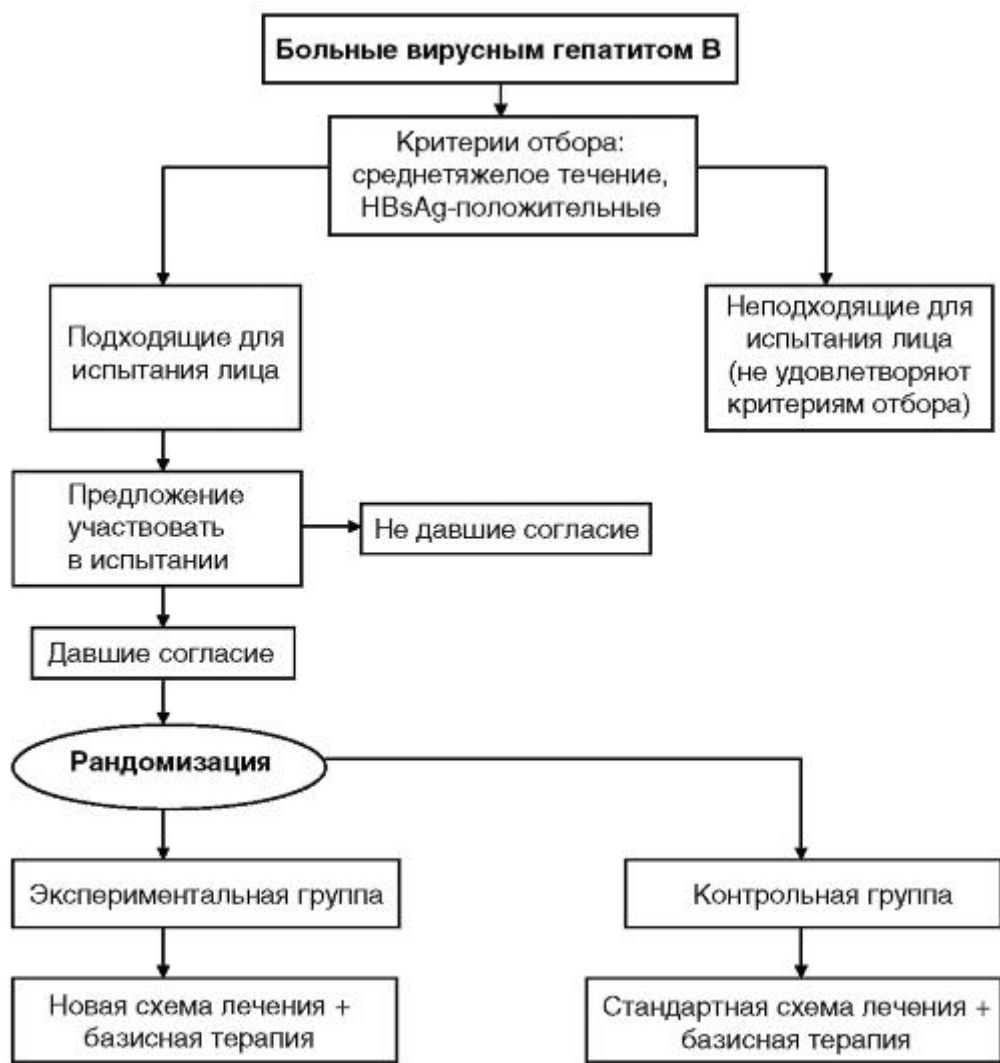 Больные вирусным гепатитом В
Критерии отбора:
среднетяжелое течение,
HBsAg-положительные
Подходящие для
испытания лица
Неподходящие для
испытания лица
(не удовлетворяют
критериям отбора)
Предложение
участвовать
в испытании
Не давшие согласие
Давшие согласие
Рандомизация
Экспериментальная группа
Контрольная группа
Новая схема лечения +
базисная терапия
Стандартная схема лечения +
базисная терапия